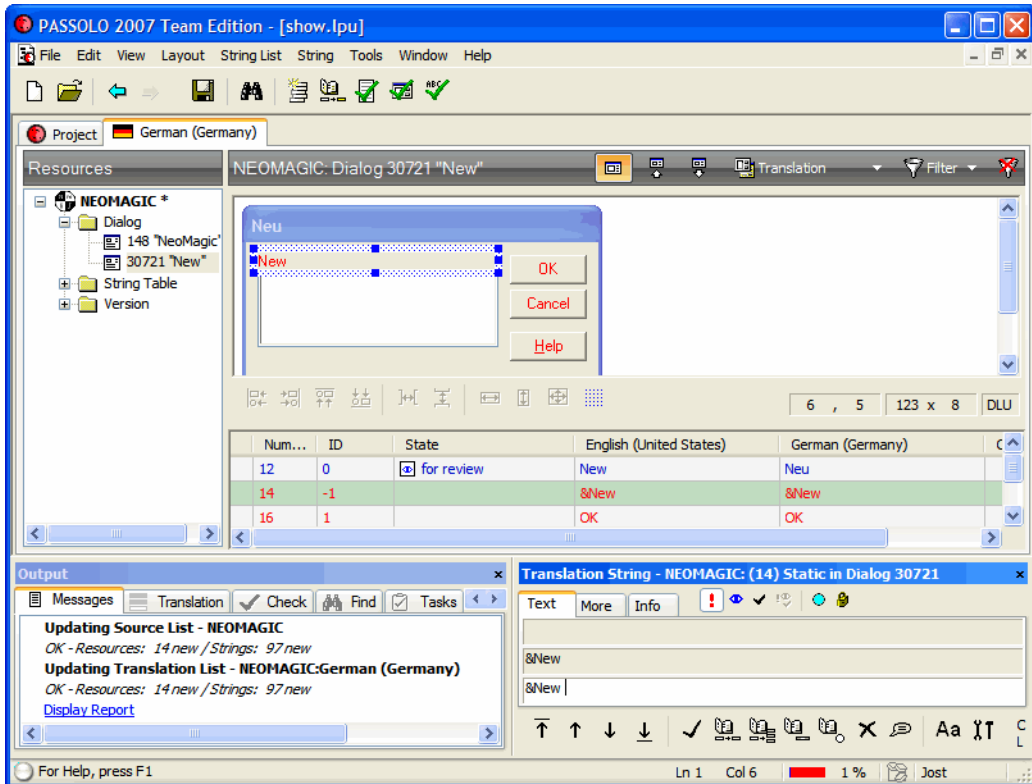 PASSOLO 2007 Team Edition - [show.lpu]
File Edit View Layout String List String Tools Window Help
ABC
Project German (Germany)
Resources
NEOMAGIC: Dialog 30721 "New"
Translation
Filter
NEOMAGIC *
Dialog
148 "NeoMagic"
30721 "New"
String Table
Version
Neu
New
OK
Cancel
Help
6 , 5 123 x 8 DLU
Num... ID State English (United States) German (Germany) C
12 0 for review New Neu
14 -1 &New &New
16 1 OK OK
Output
Messages Translation Check Find Tasks
Updating Source List - NEOMAGIC
OK - Resources: 14 new / Strings: 97 new
Updating Translation List - NEOMAGIC:German (Germany)
OK - Resources: 14 new / Strings: 97 new
Display Report
Translation String - NEOMAGIC: (14) Static in Dialog 30721
Text More Info
&New
&New
Aa
C
L
For Help, press F1
Ln 1 Col 6 1 % Jost